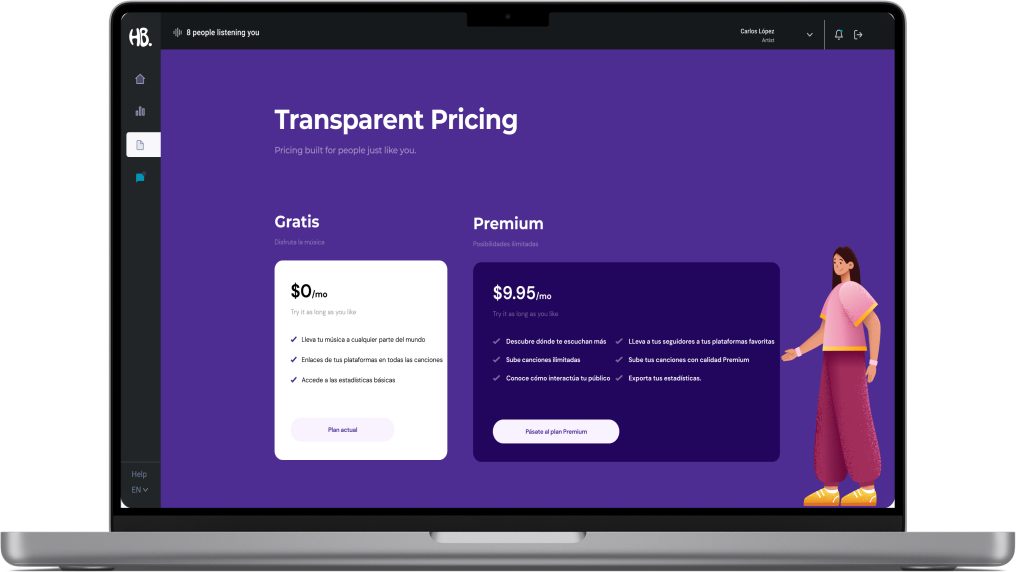 HB.
8 people listening you
Carlos López
Artist
Transparent Pricing
Pricing built for people just like you.
Gratis
Disfruta la música
$0/mo
Try it as long as you like
Lleva tu música a cualquier parte del mundo
Enlaces de tus plataformas en todas las canciones
Accede a las estadísticas básicas
Plan actual
Premium
Posibilidades ilimitadas
$9.95/mo
Try it as long as you like
Descubre dónde te escuchan más
LLeva a tus seguidores a tus plataformas favoritas
Sube canciones ilimitadas
Sube tus canciones con calidad Premium
Conoce cómo interactúa tu público
Exporta tus estadísticas.
Pásate al plan Premium
Help
EN